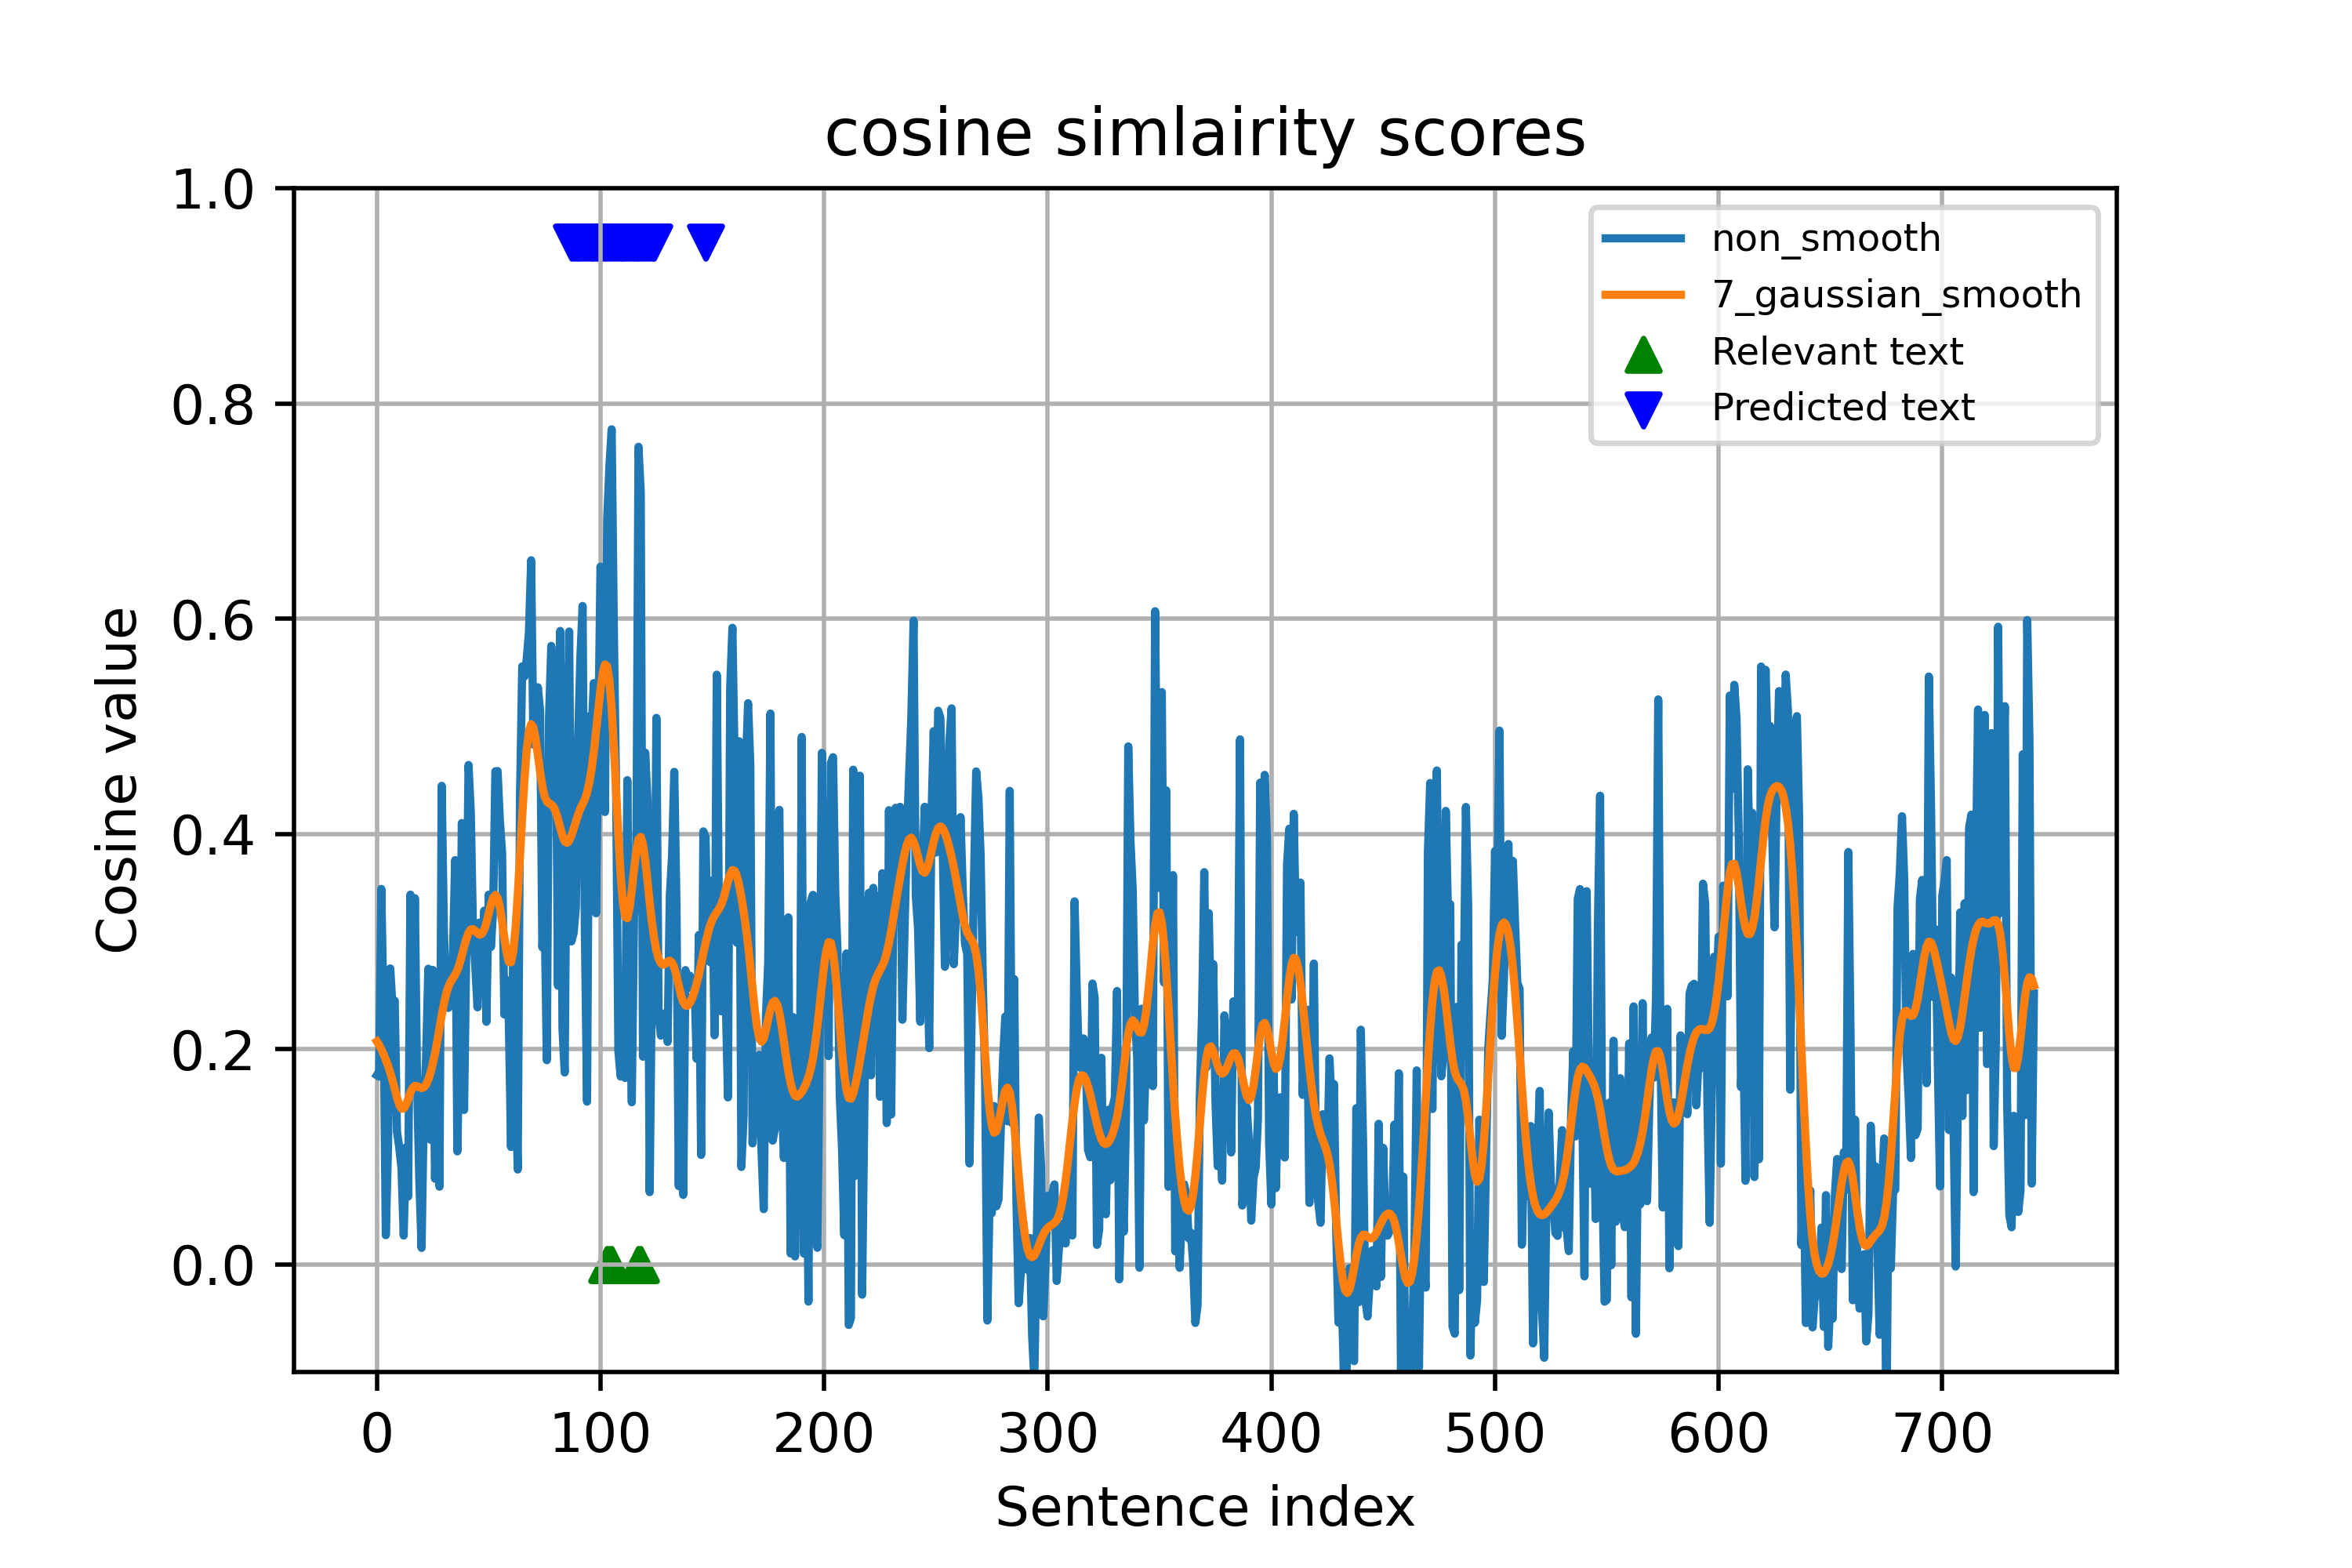 cosine simlairity scores
1.0
0.8
0.6
0.4
0.2
0.0
Cosine value
non_smooth
7_gaussian_smooth
Relevant text
Predicted text
0 100 200 300 400 500 600 700
Sentence index